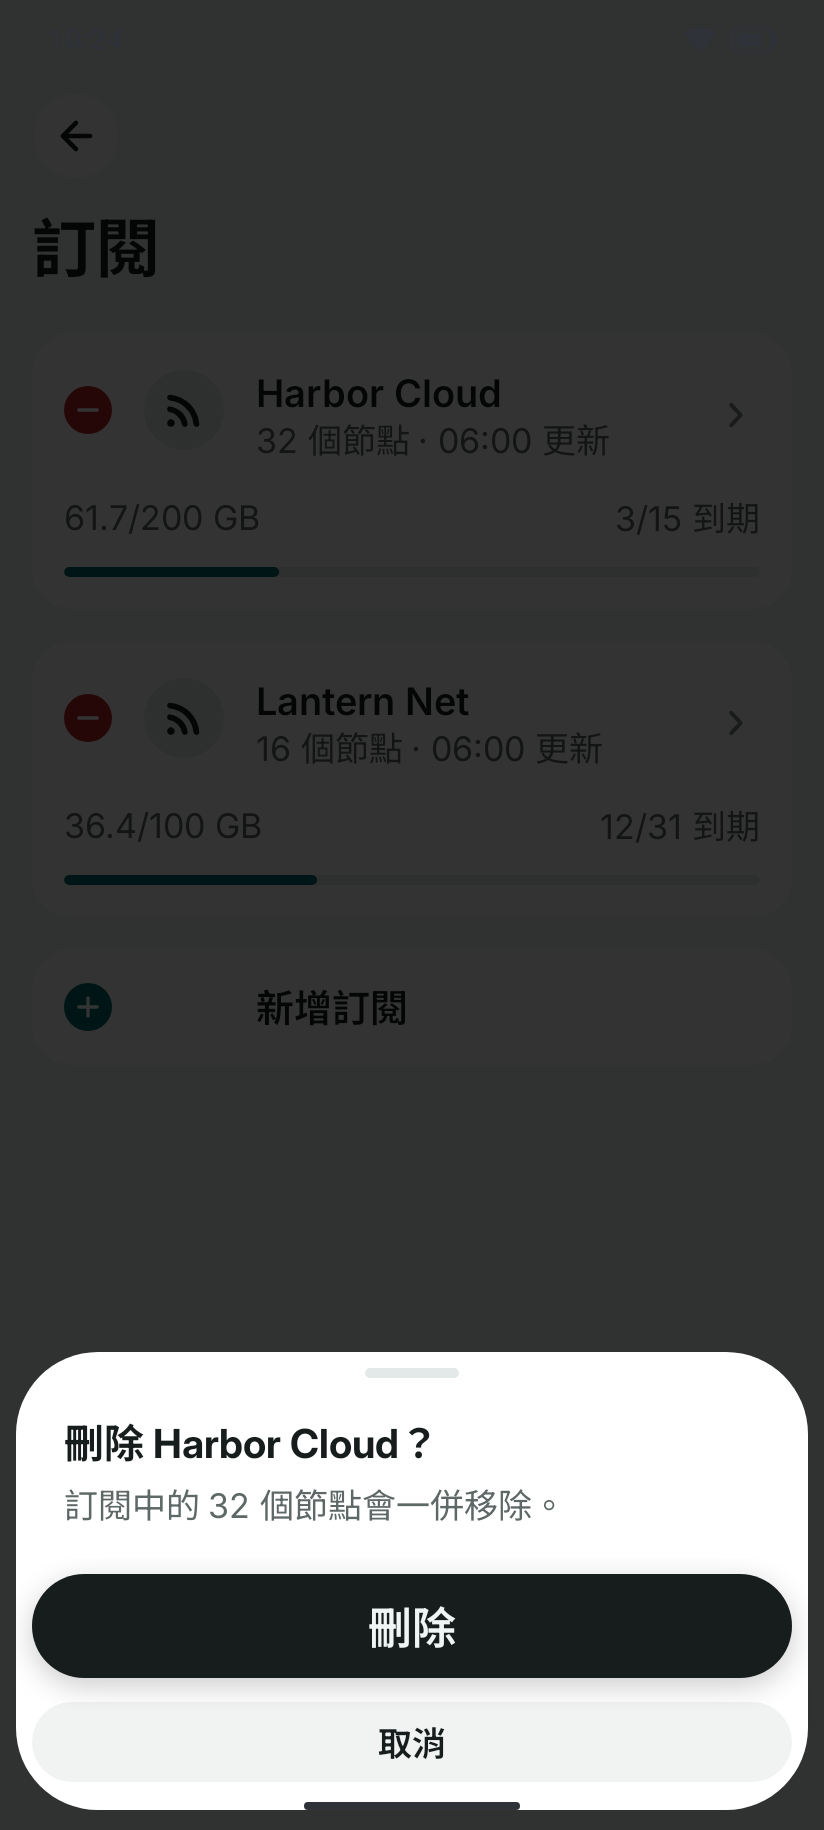 訂閱
Harbor Cloud
32 個節點 · 06:00 更新
61.7/200 GB
3/15 到期
Lantern Net
16 個節點 · 06:00 更新
36.4/100 GB
12/31 到期
新增訂閱
刪除 Harbor Cloud？
訂閱中的 32 個節點會一併移除。
刪除
取消